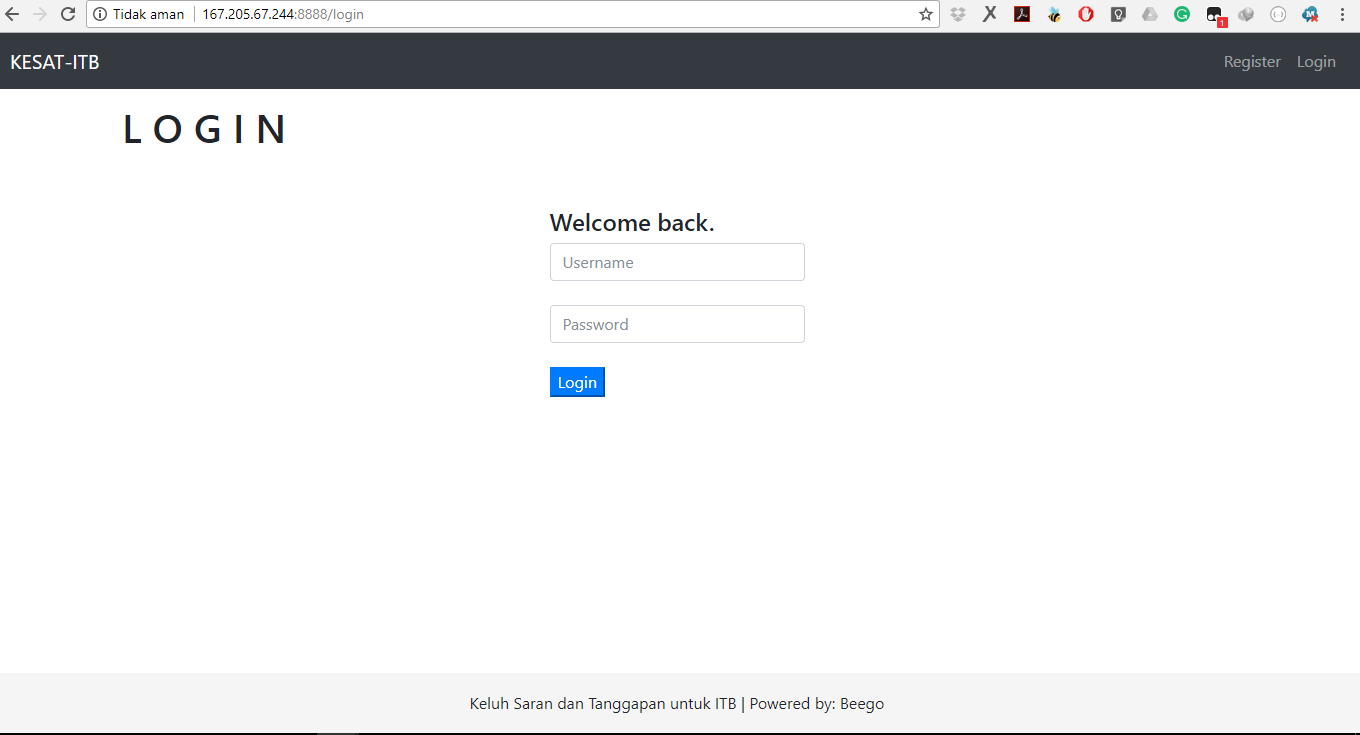 Tidak aman 167.205.67.244:8888/login
1
KESAT-ITB
Register Login
L O G I N
Welcome back.
Username
Password
Login
Keluh Saran dan Tanggapan untuk ITB | Powered by: Beego